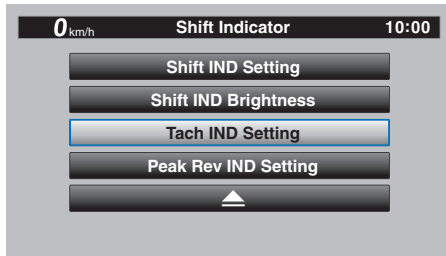 0 km/h Shift Indicator 10:00
Shift IND Setting
Shift IND Brightness
Tach IND Setting
Peak Rev IND Setting